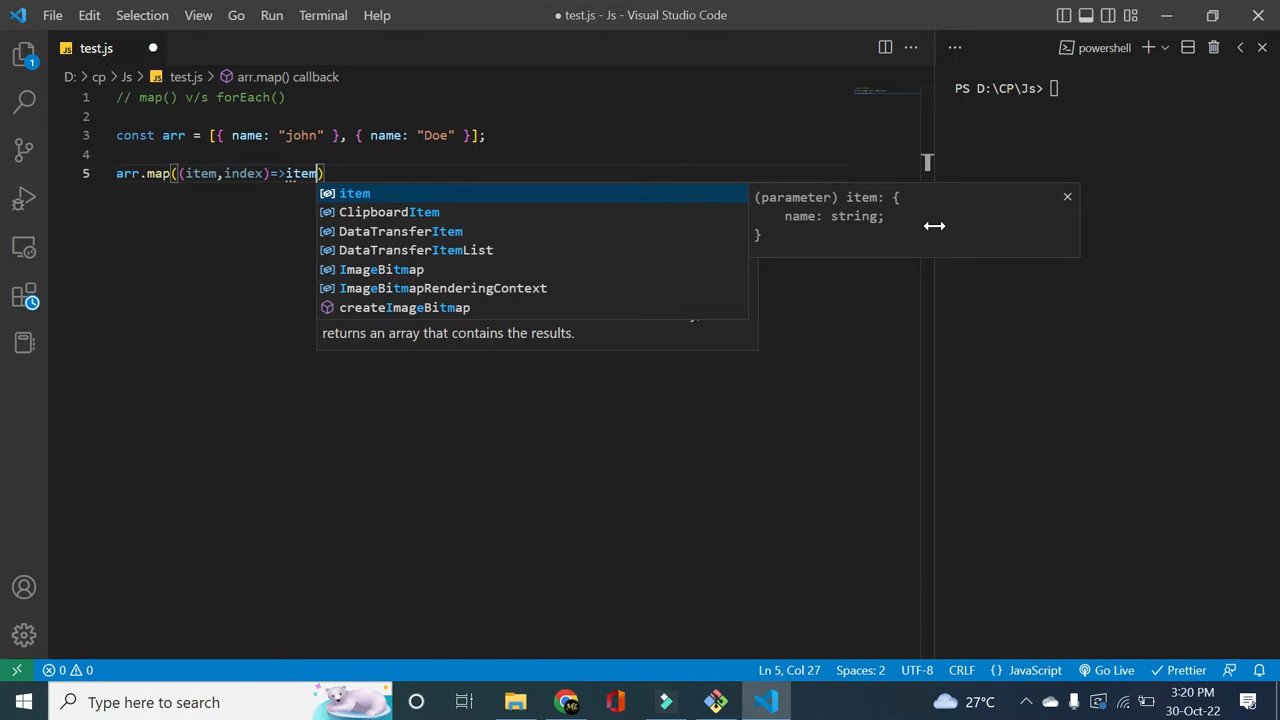 File Edit Selection View Go Run Terminal Help
● test.js - Js - Visual Studio Code
JS test.js
powershell
D: > cp > Js > JS test.js > arr.map() callback
1 // map() v/s forEach()
PS D:\CP\Js>
2
3 const arr = [{ name: "john" }, { name: "Doe" }];
4
5 arr.map((item,index)=>item)
item
ClipboardItem
DataTransferItem
DataTransferItemList
ImageBitmap
ImageBitmapRenderingContext
createImageBitmap
(parameter) item: {
name: string;
}
returns an array that contains the results.
1
0 0
Ln 5, Col 27
Spaces: 2
UTF-8
CRLF
{} JavaScript
Go Live
Prettier
Type here to search
27°C
3:20 PM
30-Oct-22